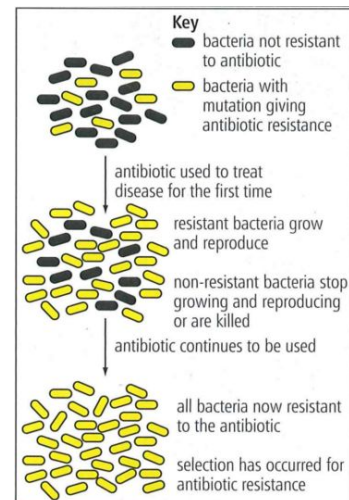 Key
bacteria not resistant
to antibiotic
bacteria with
mutation giving
antibiotic resistance
antibiotic used to treat
disease for the first time
resistant bacteria grow
and reproduce
non-resistant bacteria stop
growing and reproducing
or are killed
antibiotic continues to be used
all bacteria now resistant
to the antibiotic
selection has occurred for
antibiotic resistance